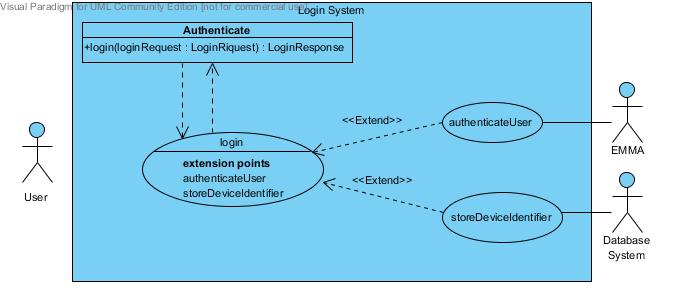 Visual Paradigm for UML Community Edition [not for commercial use]
Login System
Authenticate
+login(loginRequest : LoginRiquest) : LoginResponse
<<Extend>>
authenticateUser
EMMA
login
extension points
authenticateUser
storeDeviceIdentifier
<<Extend>>
User
storeDeviceIdentifier
Database
System